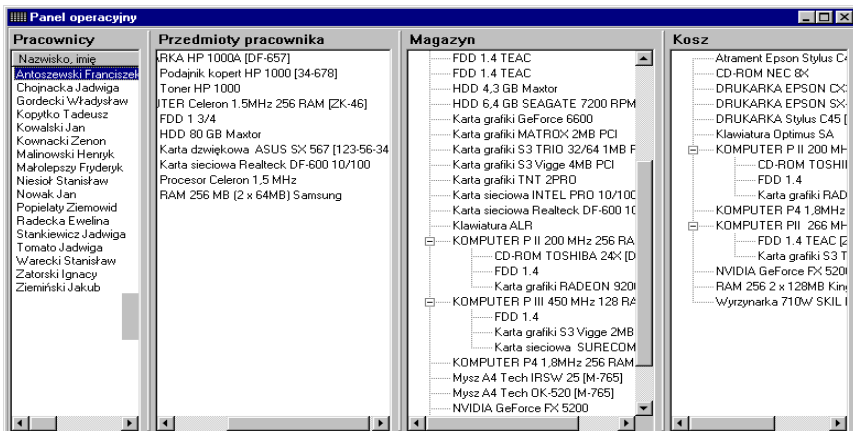 Panel operacyjny
Pracownicy
Nazwisko, imię
Antoszewski Franciszek
Chojnacka Jadwiga
Gordecki Władysław
Kopytko Tadeusz
Kowalski Jan
Kownacki Zenon
Malinowski Henryk
Małolepszy Fryderyk
Niesioł Stanisław
Nowak Jan
Popielaty Ziemowid
Radecka Ewelina
Stankiewicz Jadwiga
Tomato Jadwiga
Warecki Stanisław
Zatorski Ignacy
Ziemiński Jakub
Przedmioty pracownika
ARKA HP 1000A [DF-657]
Podajnik kopert HP 1000 [34-678]
Toner HP 1000
JTER Celeron 1.5MHz 256 RAM [ZK-46]
FDD 1 3/4
HDD 80 GB Maxtor
Karta dzwiękowa ASUS SX 567 [123-56-34
Karta sieciowa Realteck DF-600 10/100
Procesor Celeron 1,5 MHz
RAM 256 MB (2 x 64MB) Samsung
Magazyn
FDD 1.4 TEAC
FDD 1.4 TEAC
HDD 4,3 GB Maxtor
HDD 6,4 GB SEAGATE 7200 RPM
Karta grafiki GeForce 6600
Karta grafiki MATROX 2MB PCI
Karta grafiki S3 TRIO 32/64 1MB F
Karta grafiki S3 Vigge 4MB PCI
Karta grafiki TNT 2PRO
Karta sieciowa INTEL PRO 10/100
Karta sieciowa Realteck DF-600 10
Klawiatura ALR
KOMPUTER P II 200 MHz 256 RA
CD-ROM TOSHIBA 24X [D
FDD 1.4
Karta grafiki RADEON 920
KOMPUTER P III 450 MHz 128 RA
FDD 1.4
Karta grafiki S3 Vigge 2MB
Karta sieciowa SURECOM
KOMPUTER P4 1,8MHz 256 RAM
Mysz A4 Tech IRSW 25 [M-765]
Mysz A4 Tech OK-520 [M-765]
NVIDIA GeForce FX 5200
Kosz
Atrament Epson Stylus C
CD-ROM NEC 8X
DRUKARKA EPSON CX
DRUKARKA EPSON SX
DRUKARKA Stylus C45 [
Klawiatura Optimus SA
KOMPUTER P II 200 MH
CD-ROM TOSHI
FDD 1.4
Karta grafiki RAD
KOMPUTER P4 1,8MHz
KOMPUTER PII 266 MH
FDD 1.4 TEAC [Z
Karta grafiki S3 T
NVIDIA GeForce FX 520
RAM 256 2 x 128MB King
Wyrzynarka 710W SKIL